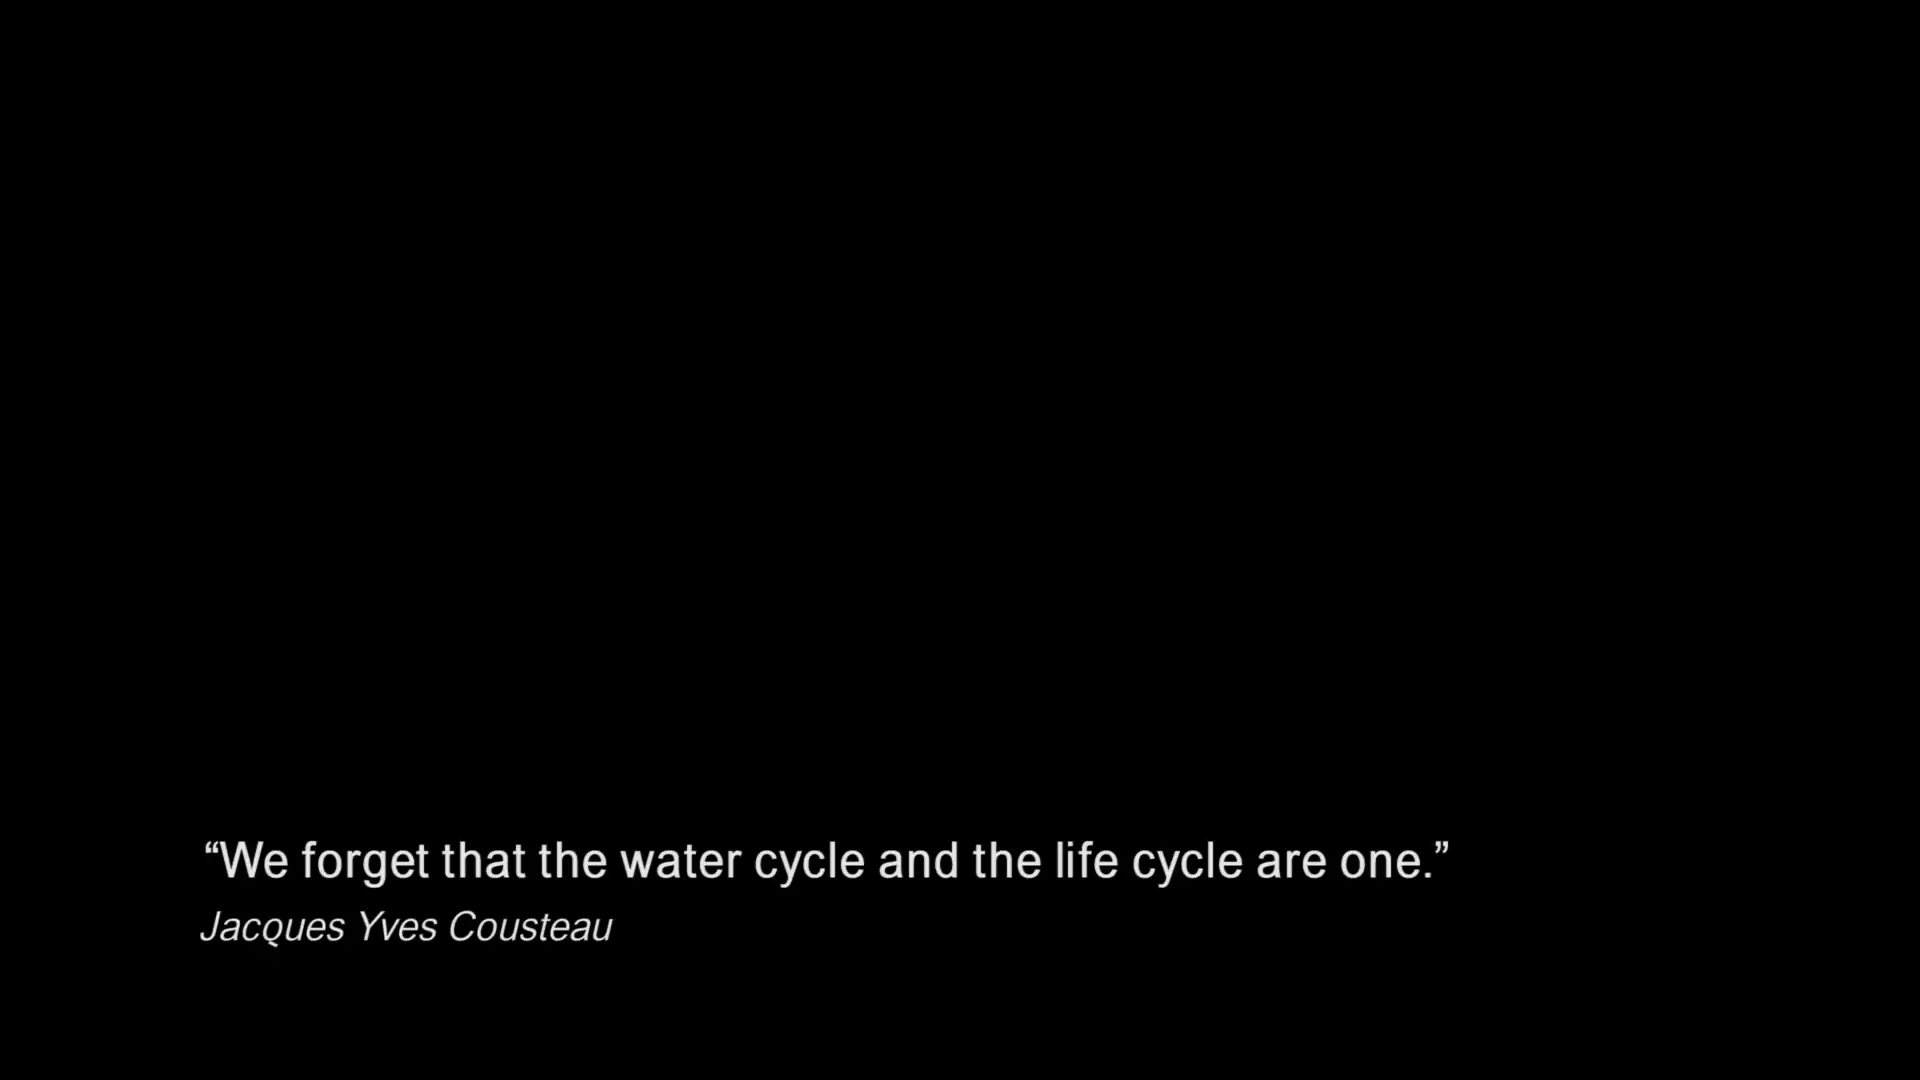 “We forget that the water cycle and the life cycle are one.”
Jacques Yves Cousteau